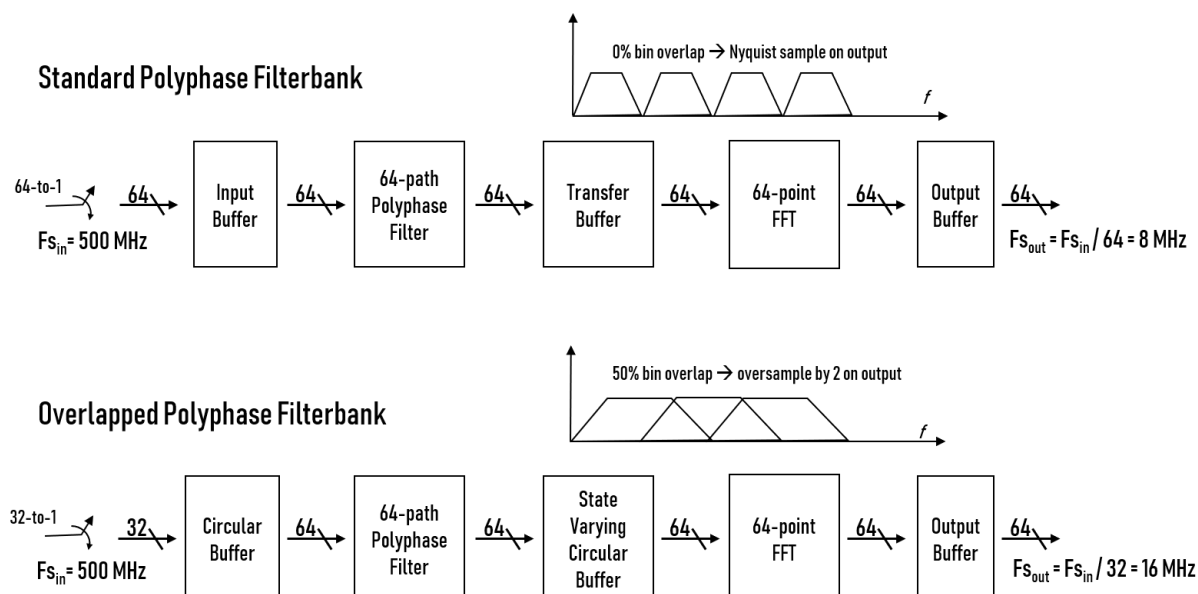 Standard Polyphase Filterbank
0% bin overlap → Nyquist sample on output
f
64-to-1
Fs_in = 500 MHz
64
Input
Buffer
64
64-path
Polyphase
Filter
64
Transfer
Buffer
64
64-point
FFT
64
Output
Buffer
64
Fs_out = Fs_in / 64 = 8 MHz
Overlapped Polyphase Filterbank
50% bin overlap → oversample by 2 on output
f
32-to-1
Fs_in = 500 MHz
32
Circular
Buffer
64
64-path
Polyphase
Filter
64
State
Varying
Circular
Buffer
64
64-point
FFT
64
Output
Buffer
64
Fs_out = Fs_in / 32 = 16 MHz